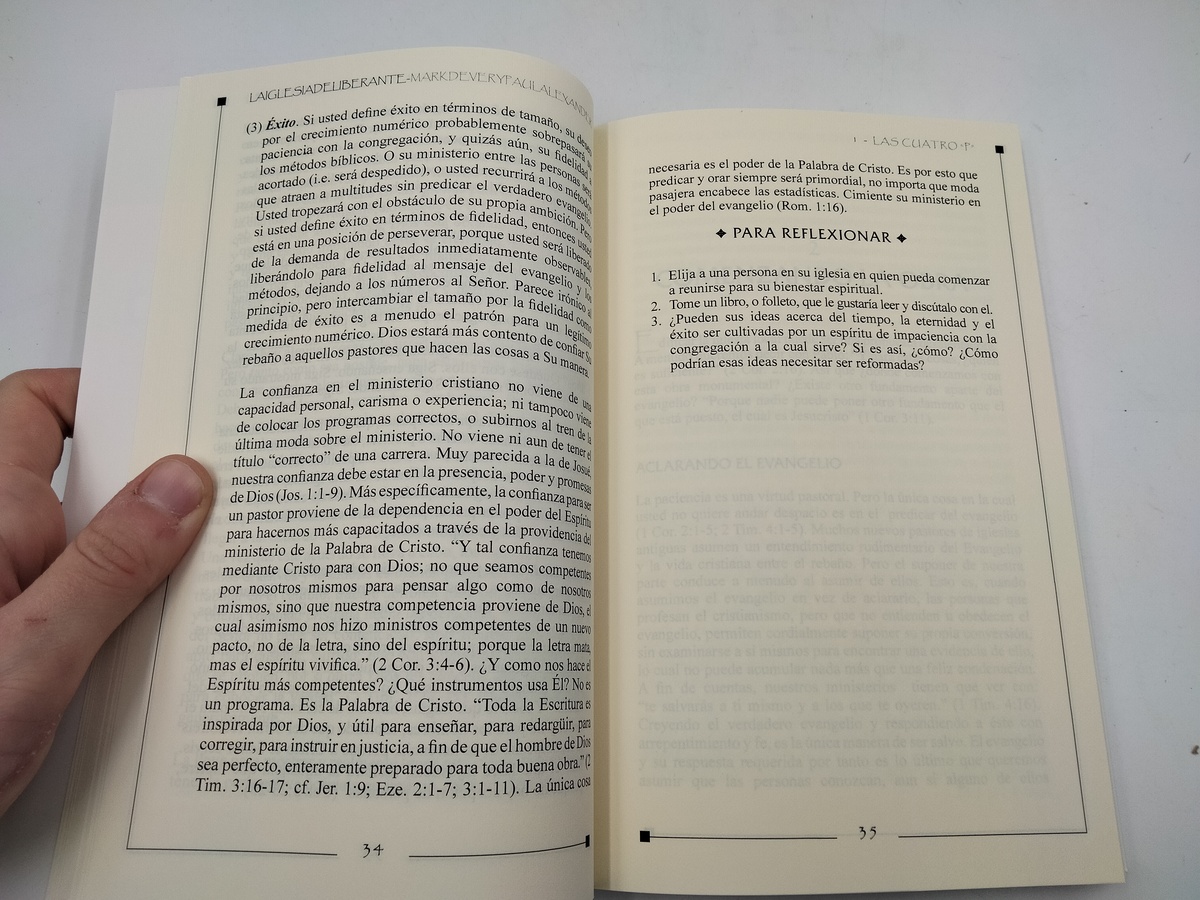 LA IGLESIA DELIBERANTE - MARK DEVER Y PAUL ALEXANDER
(3) Éxito. Si usted define éxito en términos de tamaño, su deseo
por el crecimiento numérico probablemente sobrepasará su
paciencia con la congregación, y quizás aún, su fidelidad a
los métodos bíblicos. O su ministerio entre las personas será
acortado (i.e. será despedido), o usted recurrirá a los métodos
que atraen a multitudes sin predicar el verdadero evangelio.
Usted tropezará con el obstáculo de su propia ambición. Pero
si usted define éxito en términos de fidelidad, entonces usted
está en una posición de perseverar, porque usted será liberado
de la demanda de resultados inmediatamente observables,
liberándolo para fidelidad al mensaje del evangelio y los
métodos, dejando a los números al Señor. Parece irónico al
principio, pero intercambiar el tamaño por la fidelidad como
medida de éxito es a menudo el patrón para un legítimo
crecimiento numérico. Dios estará más contento de confiar Su
rebaño a aquellos pastores que hacen las cosas a Su manera.
La confianza en el ministerio cristiano no viene de una
capacidad personal, carisma o experiencia; ni tampoco viene
de colocar los programas correctos, o subirnos al tren de la
última moda sobre el ministerio. No viene ni aun de tener el
título “correcto” de una carrera. Muy parecida a la de Josué,
nuestra confianza debe estar en la presencia, poder y promesas
de Dios (Jos. 1:1-9). Más específicamente, la confianza para ser
un pastor proviene de la dependencia en el poder del Espíritu
para hacernos más capacitados a través de la providencia del
ministerio de la Palabra de Cristo. “Y tal confianza tenemos
mediante Cristo para con Dios; no que seamos competentes
por nosotros mismos para pensar algo como de nosotros
mismos, sino que nuestra competencia proviene de Dios, el
cual asimismo nos hizo ministros competentes de un nuevo
pacto, no de la letra, sino del espíritu; porque la letra mata,
mas el espíritu vivifica.” (2 Cor. 3:4-6). ¿Y como nos hace el
Espíritu más competentes? ¿Qué instrumentos usa Él? No es
un programa. Es la Palabra de Cristo. “Toda la Escritura es
inspirada por Dios, y útil para enseñar, para redargüir, para
corregir, para instruir en justicia, a fin de que el hombre de Dios
sea perfecto, enteramente preparado para toda buena obra.” (2
Tim. 3:16-17; cf. Jer. 1:9; Eze. 2:1-7; 3:1-11). La única cosa
34
1 - LAS CUATRO "P"
necesaria es el poder de la Palabra de Cristo. Es por esto que
predicar y orar siempre será primordial, no importa que moda
pasajera encabece las estadísticas. Cimiente su ministerio en
el poder del evangelio (Rom. 1:16).
✦ PARA REFLEXIONAR ✦
1. Elija a una persona en su iglesia en quien pueda comenzar
a reunirse para su bienestar espiritual.
2. Tome un libro, o folleto, que le gustaría leer y discútalo con el.
3. ¿Pueden sus ideas acerca del tiempo, la eternidad y el
éxito ser cultivadas por un espíritu de impaciencia con la
congregación a la cual sirve? Si es así, ¿cómo? ¿Cómo
podrían esas ideas necesitar ser reformadas?
ACLARANDO EL EVANGELIO
35